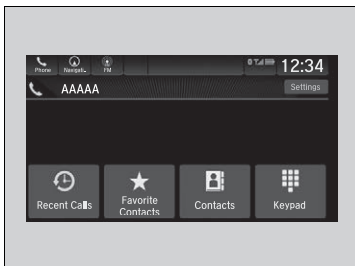 Phone Navigati.. FM 12:34
AAAAA Settings
Recent Calls Favorite Contacts Contacts Keypad